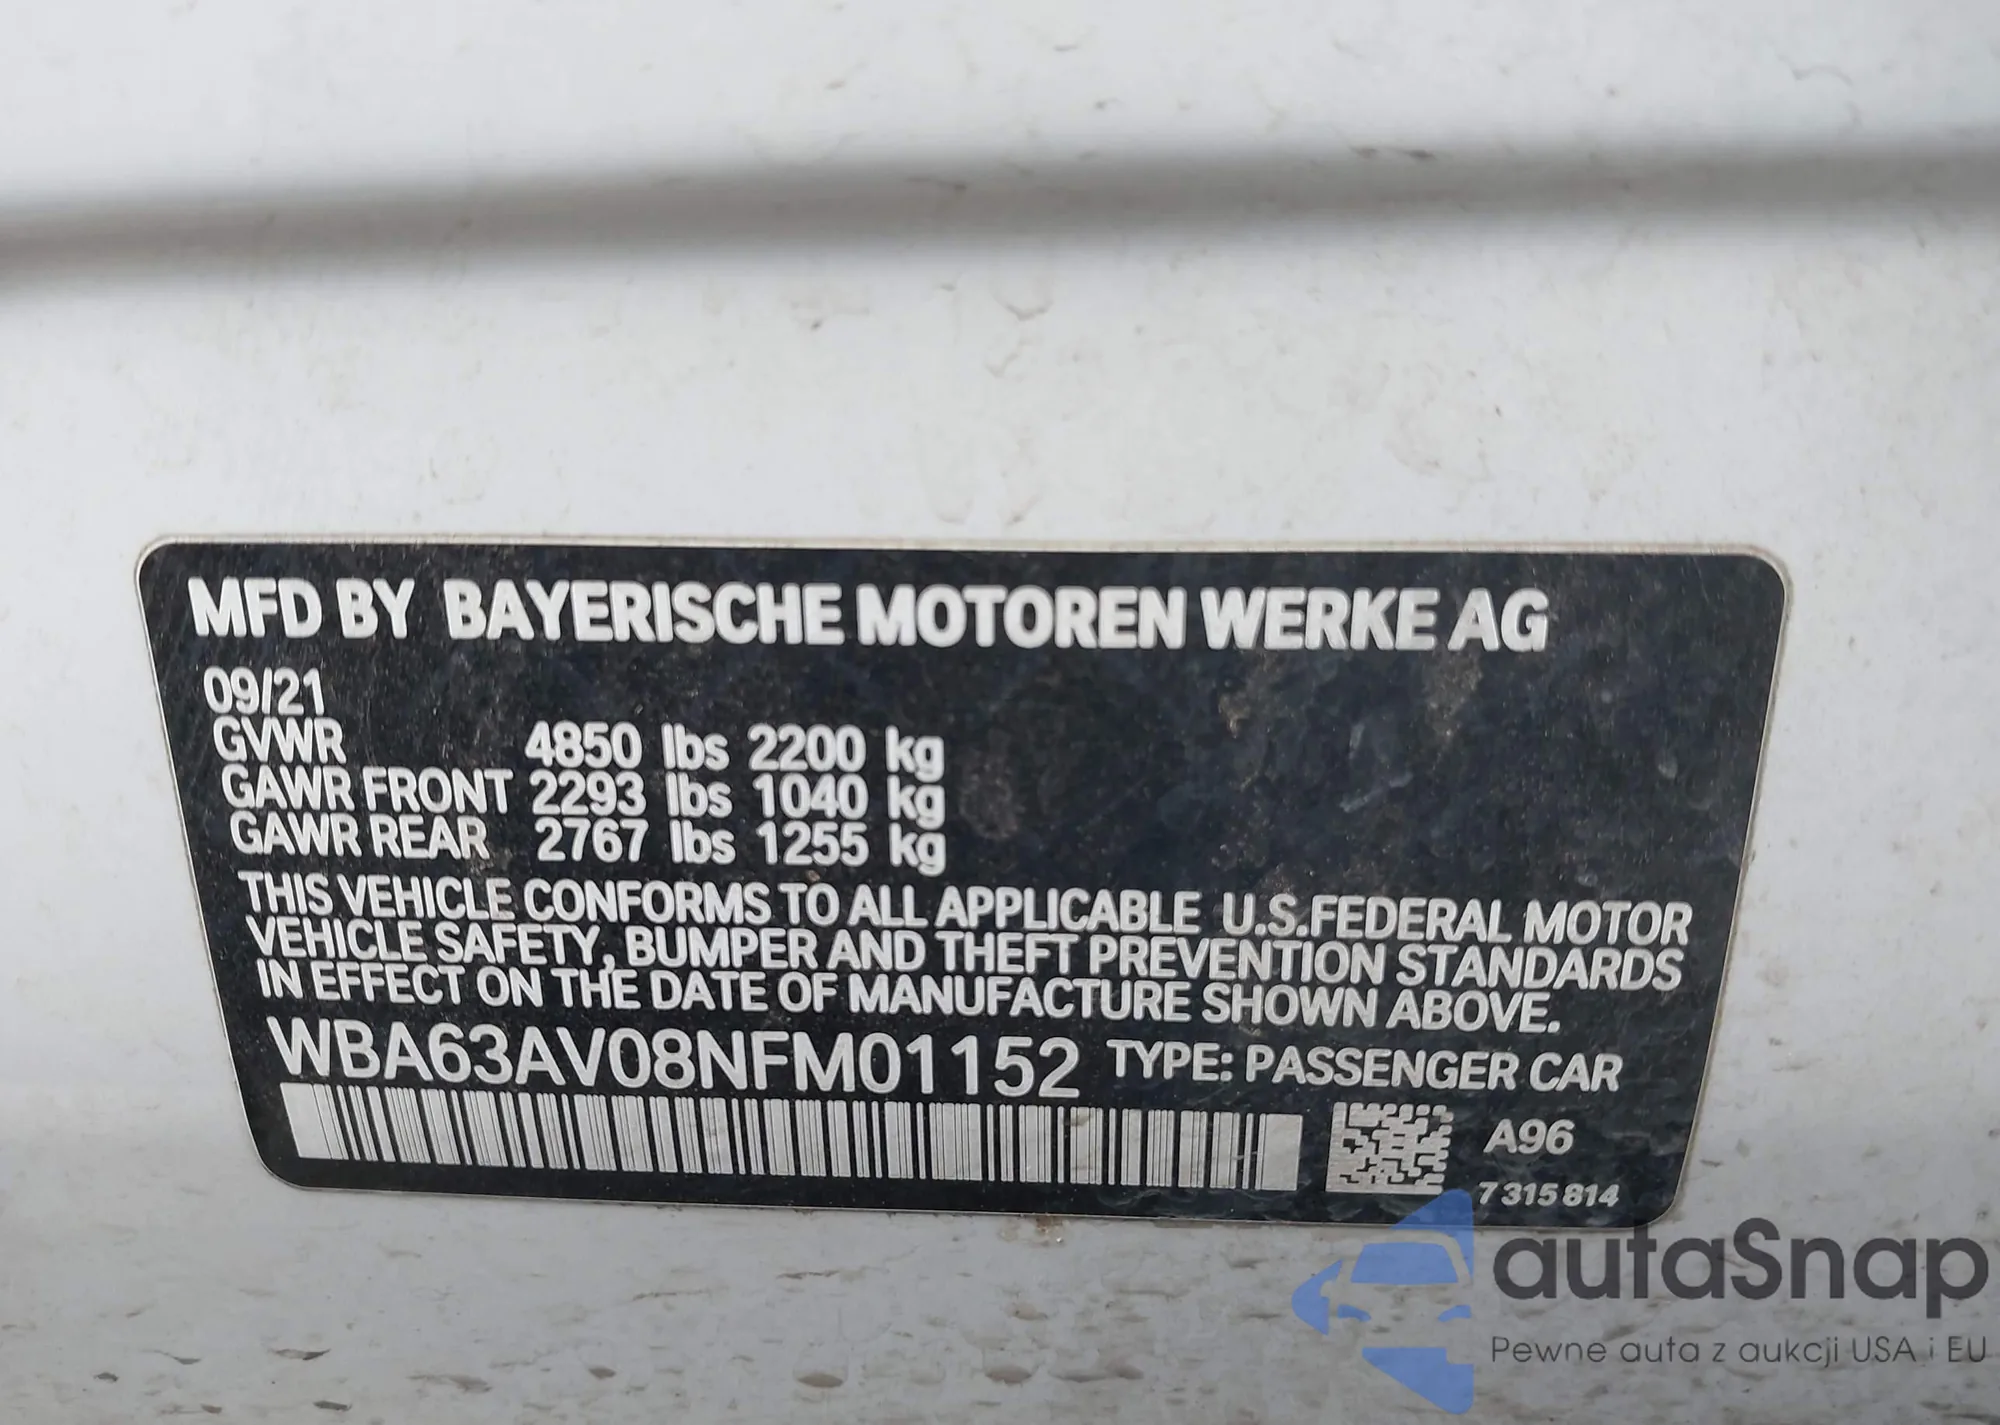 MFD BY BAYERISCHE MOTOREN WERKE AG
09/21
GVWR 4850 lbs 2200 kg
GAWR FRONT 2293 lbs 1040 kg
GAWR REAR 2767 lbs 1255 kg
THIS VEHICLE CONFORMS TO ALL APPLICABLE U.S.FEDERAL MOTOR
VEHICLE SAFETY, BUMPER AND THEFT PREVENTION STANDARDS
IN EFFECT ON THE DATE OF MANUFACTURE SHOWN ABOVE.
WBA63AV08NFM01152 TYPE: PASSENGER CAR
A96
7 315 814
autaSnap
Pewne auta z aukcji USA i EU